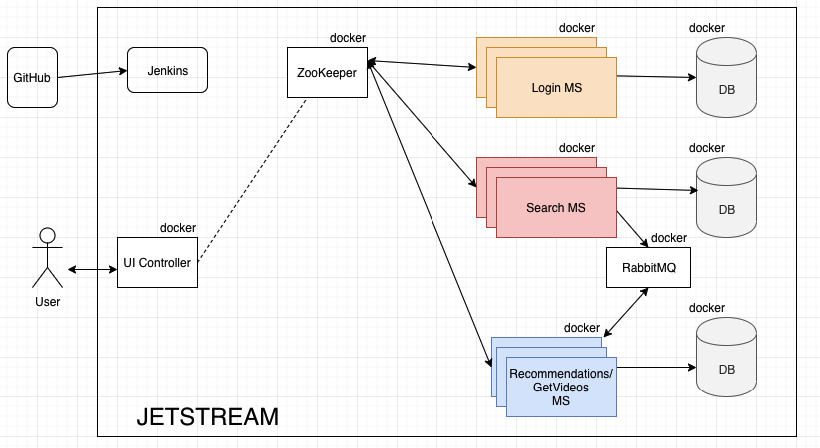 docker
docker
docker
GitHub
Jenkins
ZooKeeper
Login MS
DB
docker
docker
Search MS
DB
docker
UI Controller
docker
RabbitMQ
User
docker
docker
Recommendations/
GetVideos
MS
DB
JETSTREAM